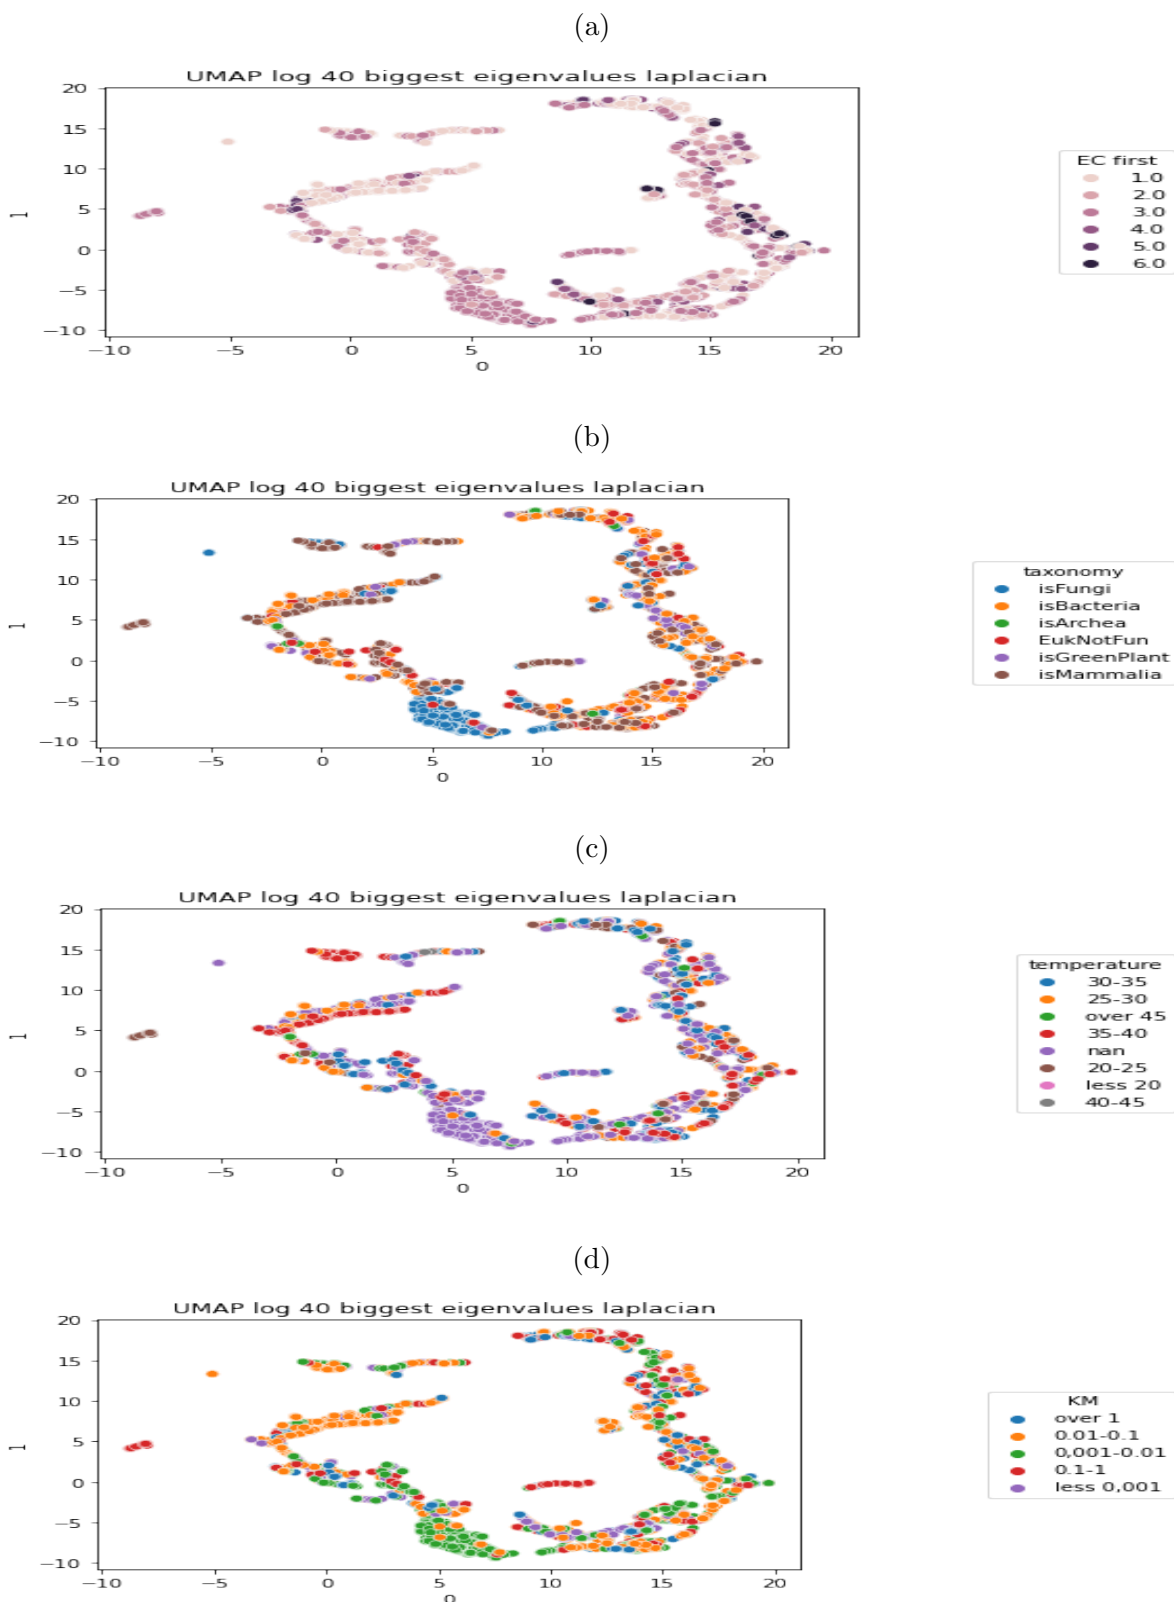 (a)
UMAP log 40 biggest eigenvalues laplacian
20
15
10
5
0
−5
−10
1
−10 −5 0 5 10 15 20
0
EC first
1.0
2.0
3.0
4.0
5.0
6.0
(b)
UMAP log 40 biggest eigenvalues laplacian
20
15
10
5
0
−5
−10
1
−10 −5 0 5 10 15 20
0
taxonomy
isFungi
isBacteria
isArchea
EukNotFun
isGreenPlant
isMammalia
(c)
UMAP log 40 biggest eigenvalues laplacian
20
15
10
5
0
−5
−10
1
−10 −5 0 5 10 15 20
0
temperature
30-35
25-30
over 45
35-40
nan
20-25
less 20
40-45
(d)
UMAP log 40 biggest eigenvalues laplacian
20
15
10
5
0
−5
−10
1
−10 −5 0 5 10 15 20
0
KM
over 1
0.01-0.1
0,001-0.01
0.1-1
less 0,001